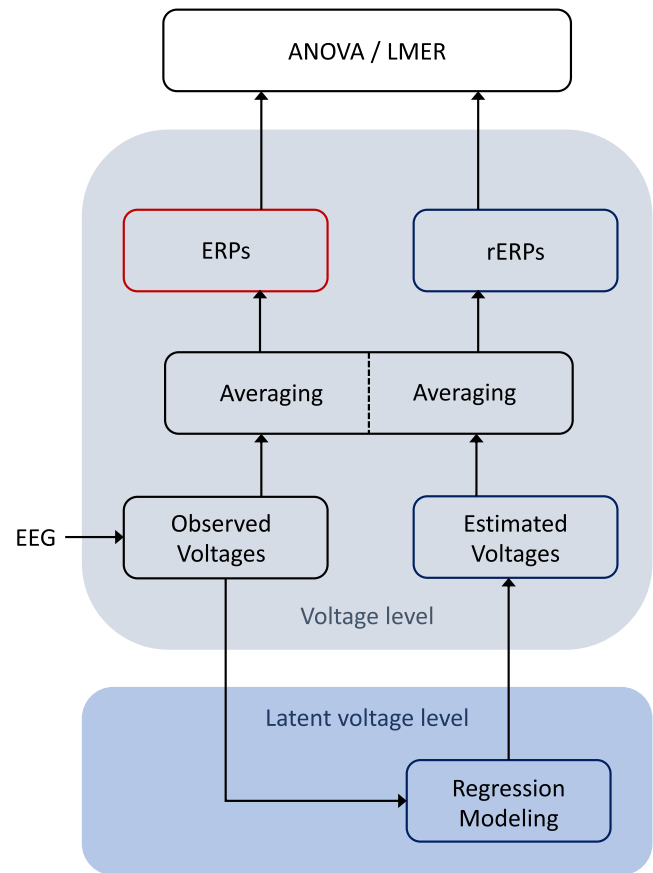 ANOVA / LMER
ERPs
rERPs
Averaging
Averaging
EEG
Observed
Voltages
Estimated
Voltages
Voltage level
Latent voltage level
Regression
Modeling